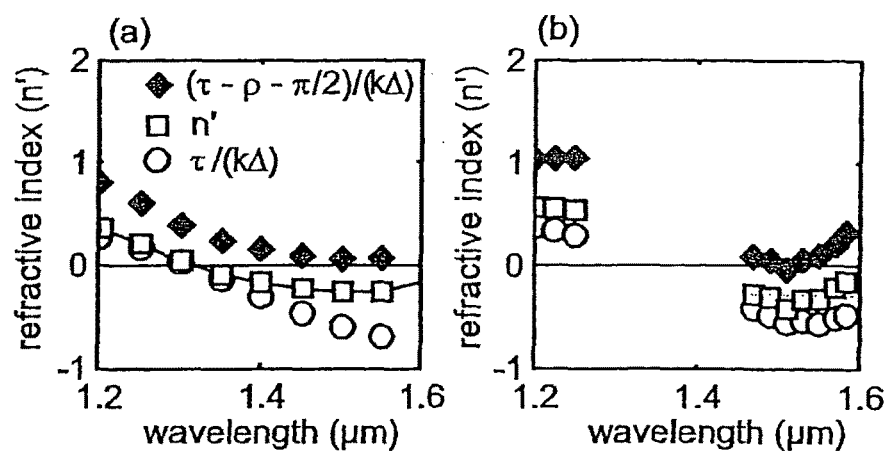 (a)
(b)
refractive index (n')
2
1
0
-1
◆ (τ - ρ - π/2)/(kΔ)
□ n'
○ τ/(kΔ)
1.2
1.4
1.6
wavelength (μm)
refractive index (n')
2
1
0
-1
1.2
1.4
1.6
wavelength (μm)